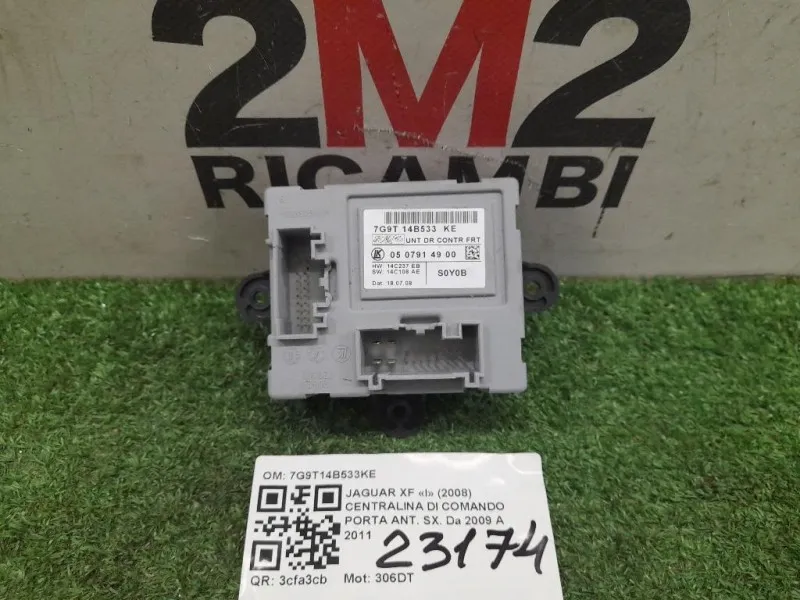 2M2
RICAMBI
7G9T 14B533 KE
UNT DR CONTR FRT
05 0791 49 00
HW: 14C237 EB
SW: 14C108 AE
S0Y0B
Dat: 18.07.08
OM: 7G9T14B533KE
JAGUAR XF «I» (2008)
CENTRALINA DI COMANDO
PORTA ANT. SX. Da 2009 A
2011
23174
QR: 3cfa3cb Mot: 306DT